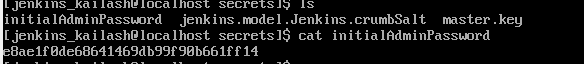 [jenkins_kailash@localhost secrets]$ ls
initialAdminPassword  jenkins.model.Jenkins.crumbSalt  master.key
[jenkins_kailash@localhost secrets]$ cat initialAdminPassword
e8ae1f0de68641469db99f90b661ff14